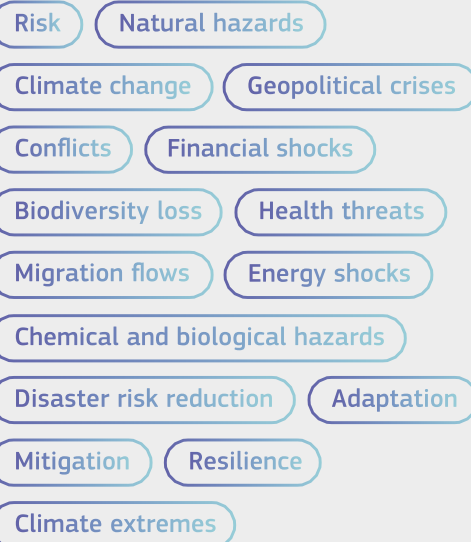 Risk Natural hazards
Climate change Geopolitical crises
Conflicts Financial shocks
Biodiversity loss Health threats
Migration flows Energy shocks
Chemical and biological hazards
Disaster risk reduction Adaptation
Mitigation Resilience
Climate extremes